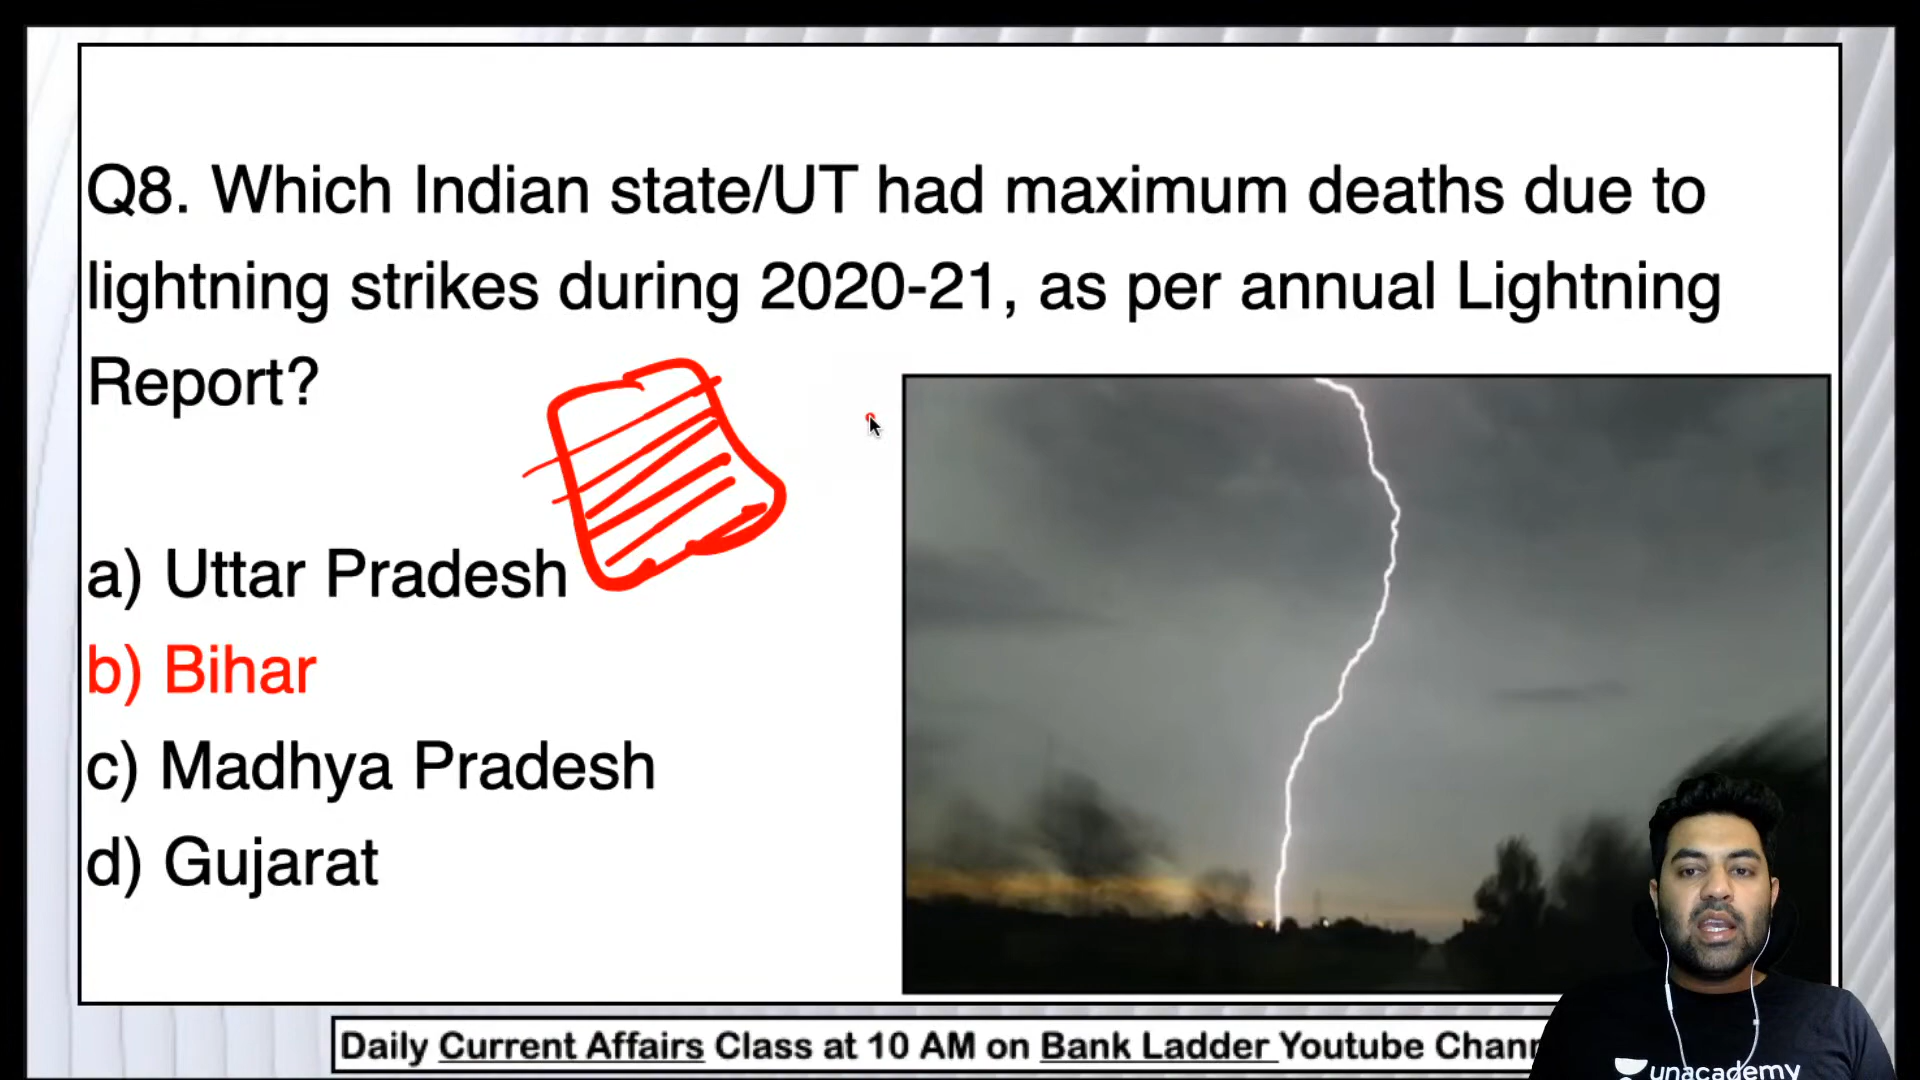 Q8. Which Indian state/UT had maximum deaths due to
lightning strikes during 2020-21, as per annual Lightning
Report?
a) Uttar Pradesh
b) Bihar
c) Madhya Pradesh
d) Gujarat
Daily Current Affairs Class at 10 AM on Bank Ladder Youtube Chann
unacademy